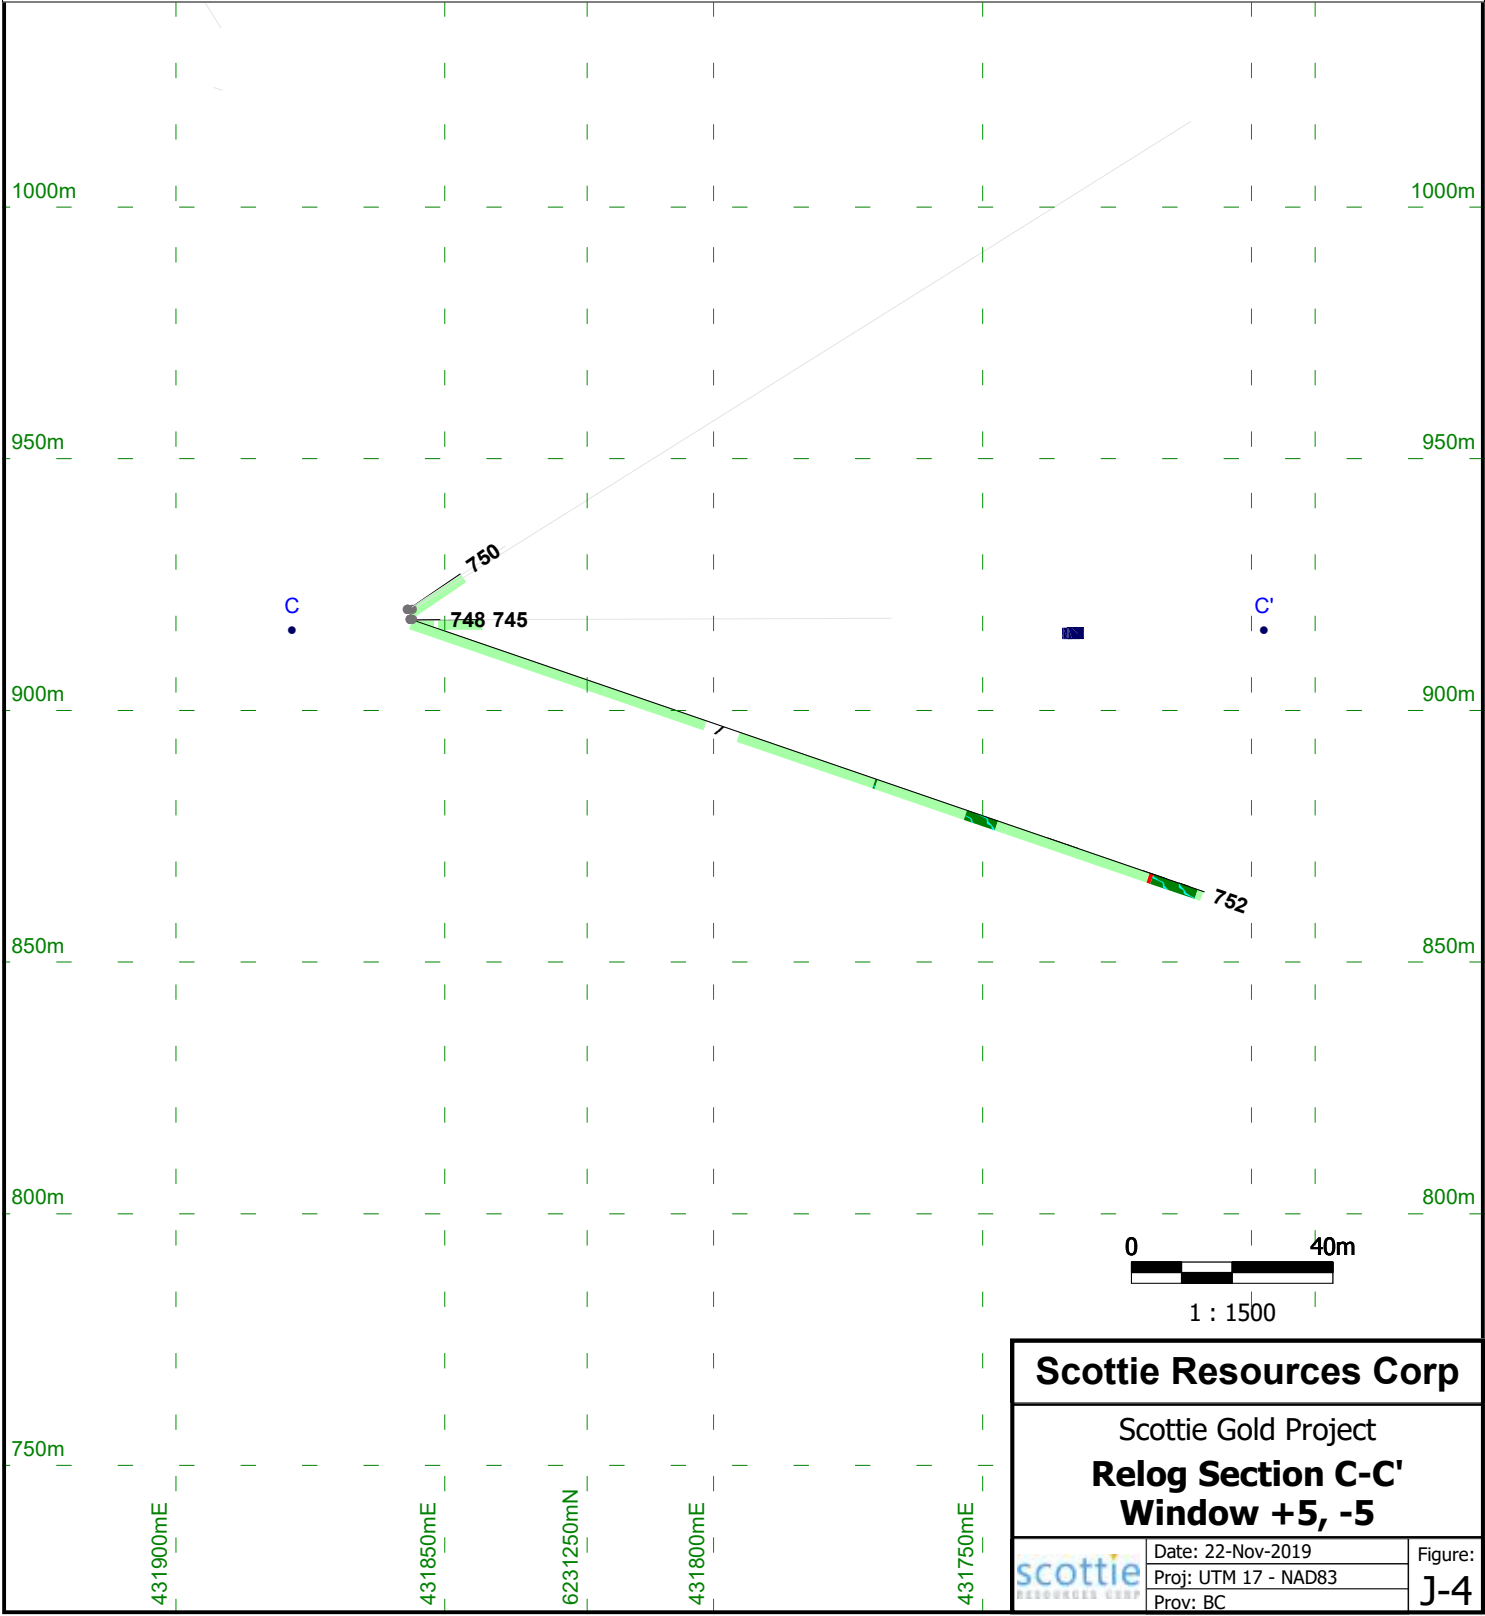 1000m 1000m
950m 950m
750
C C'
748 745
900m 900m
752
850m 850m
800m 800m
0 40m
1 : 1500
750m
431900mE
431850mE
6231250mN
431800mE
431750mE
Scottie Resources Corp
Scottie Gold Project
Relog Section C-C'
Window +5, -5
scottie
RESOURCES CORP
Date: 22-Nov-2019
Proj: UTM 17 - NAD83
Prov: BC
Figure:
J-4